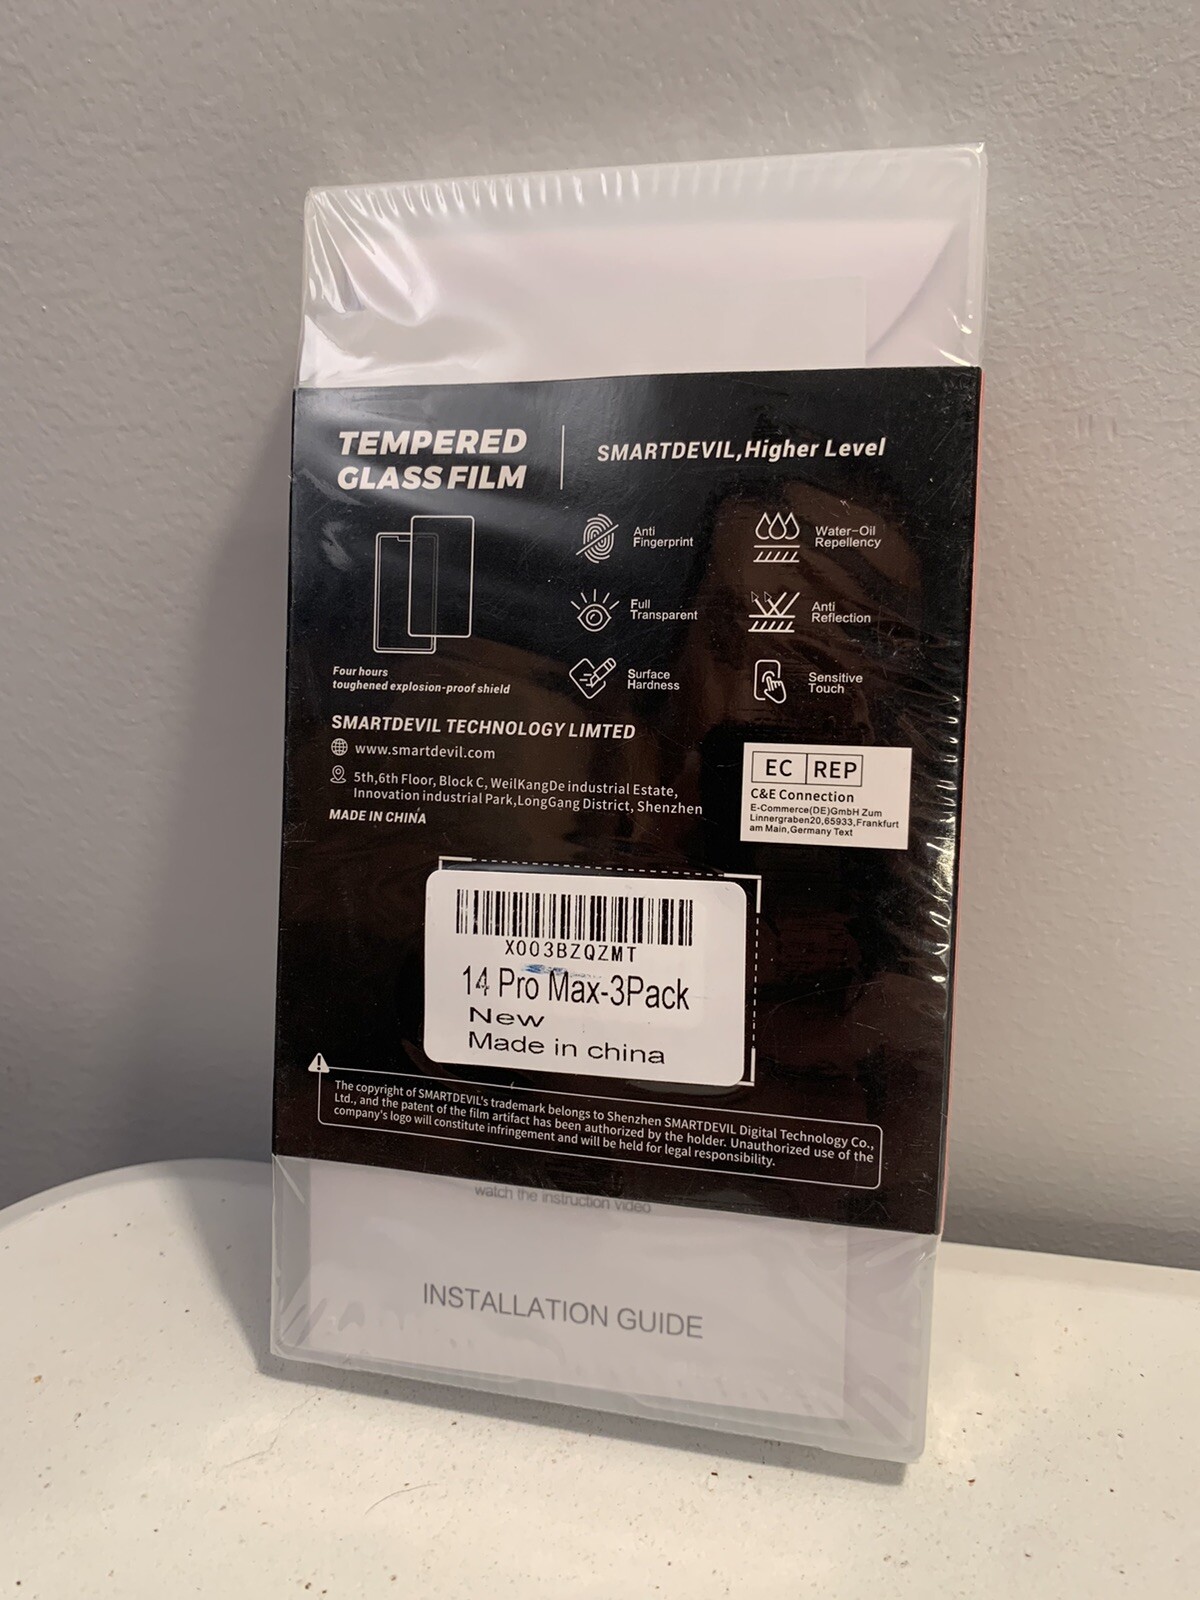 TEMPERED
GLASS FILM
SMARTDEVIL,Higher Level
Anti
Fingerprint
Water-Oil
Repellency
Full
Transparent
Anti
Reflection
Surface
Hardness
Sensitive
Touch
Four hours
toughened explosion-proof shield
SMARTDEVIL TECHNOLOGY LIMTED
www.smartdevil.com
5th,6th Floor, Block C, WeilKangDe industrial Estate,
Innovation industrial Park,LongGang District, Shenzhen
MADE IN CHINA
EC REP
C&E Connection
E-Commerce(DE)GmbH Zum
Linnergraben20,65933,Frankfurt
am Main,Germany Text
X003BZQZMT
14 Pro Max-3Pack
New
Made in china
The copyright of SMARTDEVIL's trademark belongs to Shenzhen SMARTDEVIL Digital Technology Co.,
Ltd., and the patent of the film artifact has been authorized by the holder. Unauthorized use of the
company's logo will constitute infringement and will be held for legal responsibility.
watch the instruction video
INSTALLATION GUIDE